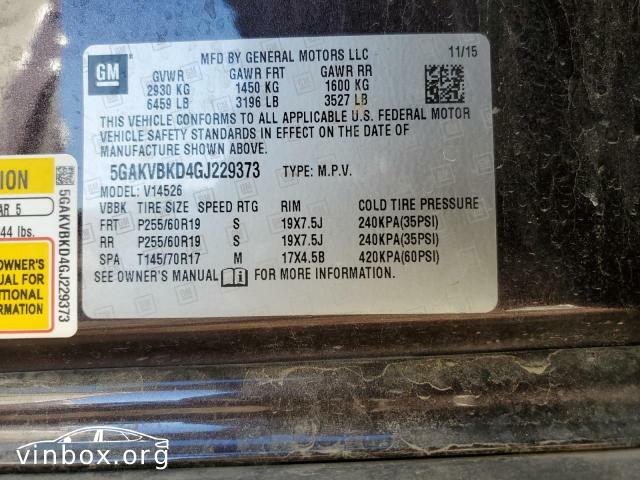 GM
MFD BY GENERAL MOTORS LLC 11/15
GVWR GAWR FRT GAWR RR
2930 KG 1450 KG 1600 KG
6459 LB 3196 LB 3527 LB
THIS VEHICLE CONFORMS TO ALL APPLICABLE U.S. FEDERAL MOTOR
VEHICLE SAFETY STANDARDS IN EFFECT ON THE DATE OF
MANUFACTURE SHOWN ABOVE.
5GAKVBKD4GJ229373 TYPE: M.P.V.
MODEL: V14526
VBBK TIRE SIZE SPEED RTG RIM COLD TIRE PRESSURE
FRT P255/60R19 S 19X7.5J 240KPA(35PSI)
RR P255/60R19 S 19X7.5J 240KPA(35PSI)
SPA T145/70R17 M 17X4.5B 420KPA(60PSI)
SEE OWNER'S MANUAL FOR MORE INFORMATION
TION
AR 5
44 lbs.
OWNER'S
UAL FOR
ITIONAL
RMATION
5GAKVBKD4GJ229373
vinbox.org